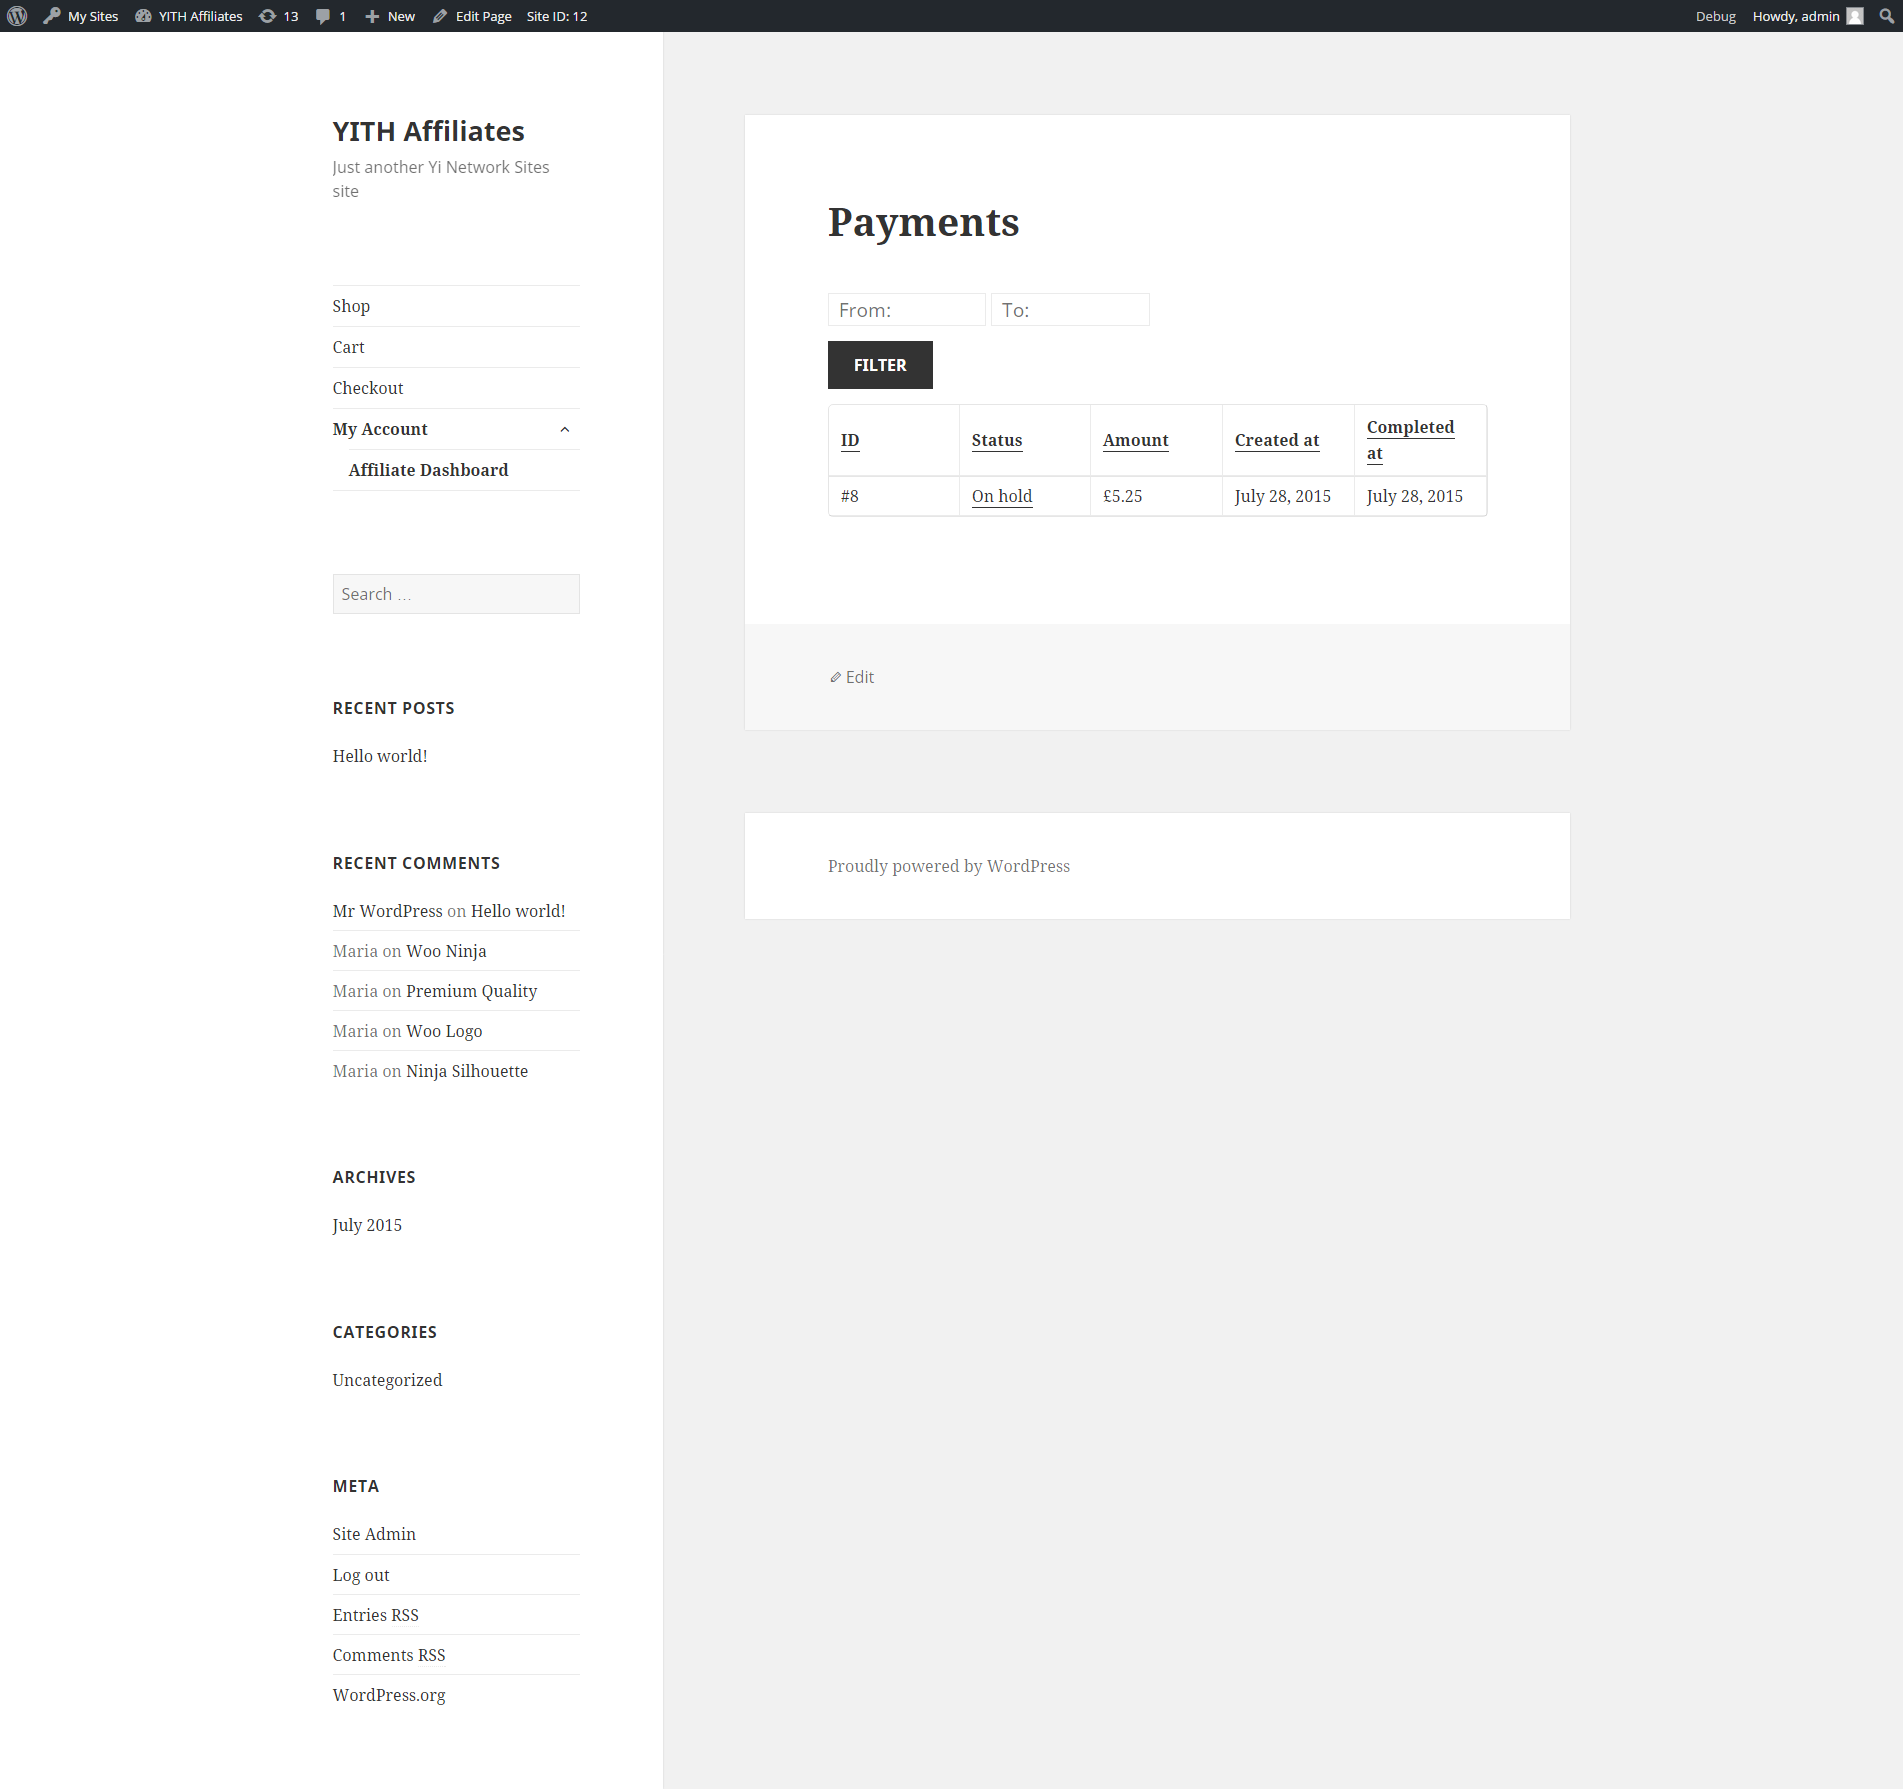 My Sites YITH Affiliates 13 1 New Edit Page Site ID: 12 Debug Howdy, admin
YITH Affiliates
Just another Yi Network Sites
site
Shop
Cart
Checkout
My Account
Affiliate Dashboard
Search …
RECENT POSTS
Hello world!
RECENT COMMENTS
Mr WordPress on Hello world!
Maria on Woo Ninja
Maria on Premium Quality
Maria on Woo Logo
Maria on Ninja Silhouette
ARCHIVES
July 2015
CATEGORIES
Uncategorized
META
Site Admin
Log out
Entries RSS
Comments RSS
WordPress.org
Payments
From: To:
FILTER
ID Status Amount Created at Completed
at
#8 On hold £5.25 July 28, 2015 July 28, 2015
Edit
Proudly powered by WordPress